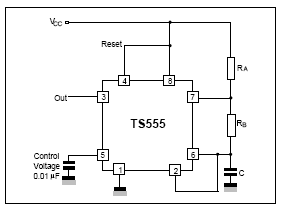 VCC
Reset
RA
4
8
Out
3
7
TS555
RB
Control
Voltage
0.01 µF
5
6
1
2
C